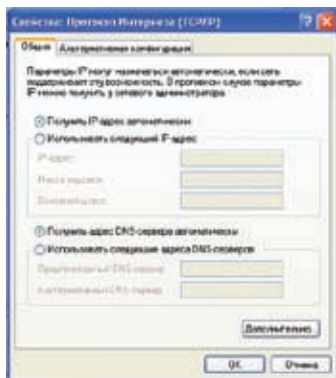 Свойства: Протокол Интернета (TCP/IP)
Общие
Альтернативная конфигурация
Параметры IP могут назначаться автоматически, если сеть
поддерживает эту возможность. В противном случае параметры
IP можно получить у сетевого администратора.
Получить IP-адрес автоматически
Использовать следующий IP-адрес:
IP-адрес:
Маска подсети:
Основной шлюз:
Получить адрес DNS-сервера автоматически
Использовать следующие адреса DNS-серверов:
Предпочитаемый DNS-сервер:
Альтернативный DNS-сервер:
Дополнительно...
OK
Отмена